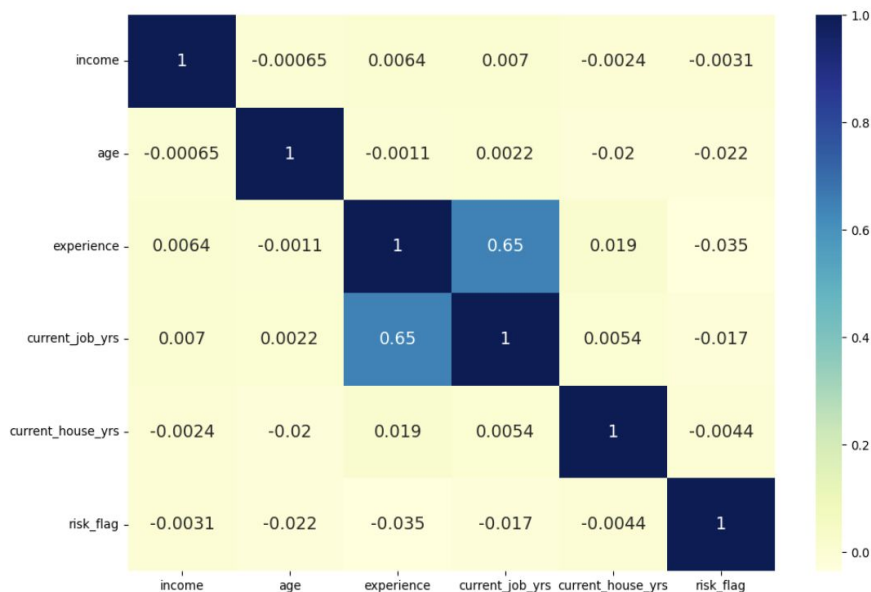 income 1 -0.00065 0.0064 0.007 -0.0024 -0.0031
age -0.00065 1 -0.0011 0.0022 -0.02 -0.022
experience 0.0064 -0.0011 1 0.65 0.019 -0.035
current_job_yrs 0.007 0.0022 0.65 1 0.0054 -0.017
current_house_yrs -0.0024 -0.02 0.019 0.0054 1 -0.0044
risk_flag -0.0031 -0.022 -0.035 -0.017 -0.0044 1
income age experience current_job_yrs current_house_yrs risk_flag
1.0
0.8
0.6
0.4
0.2
0.0